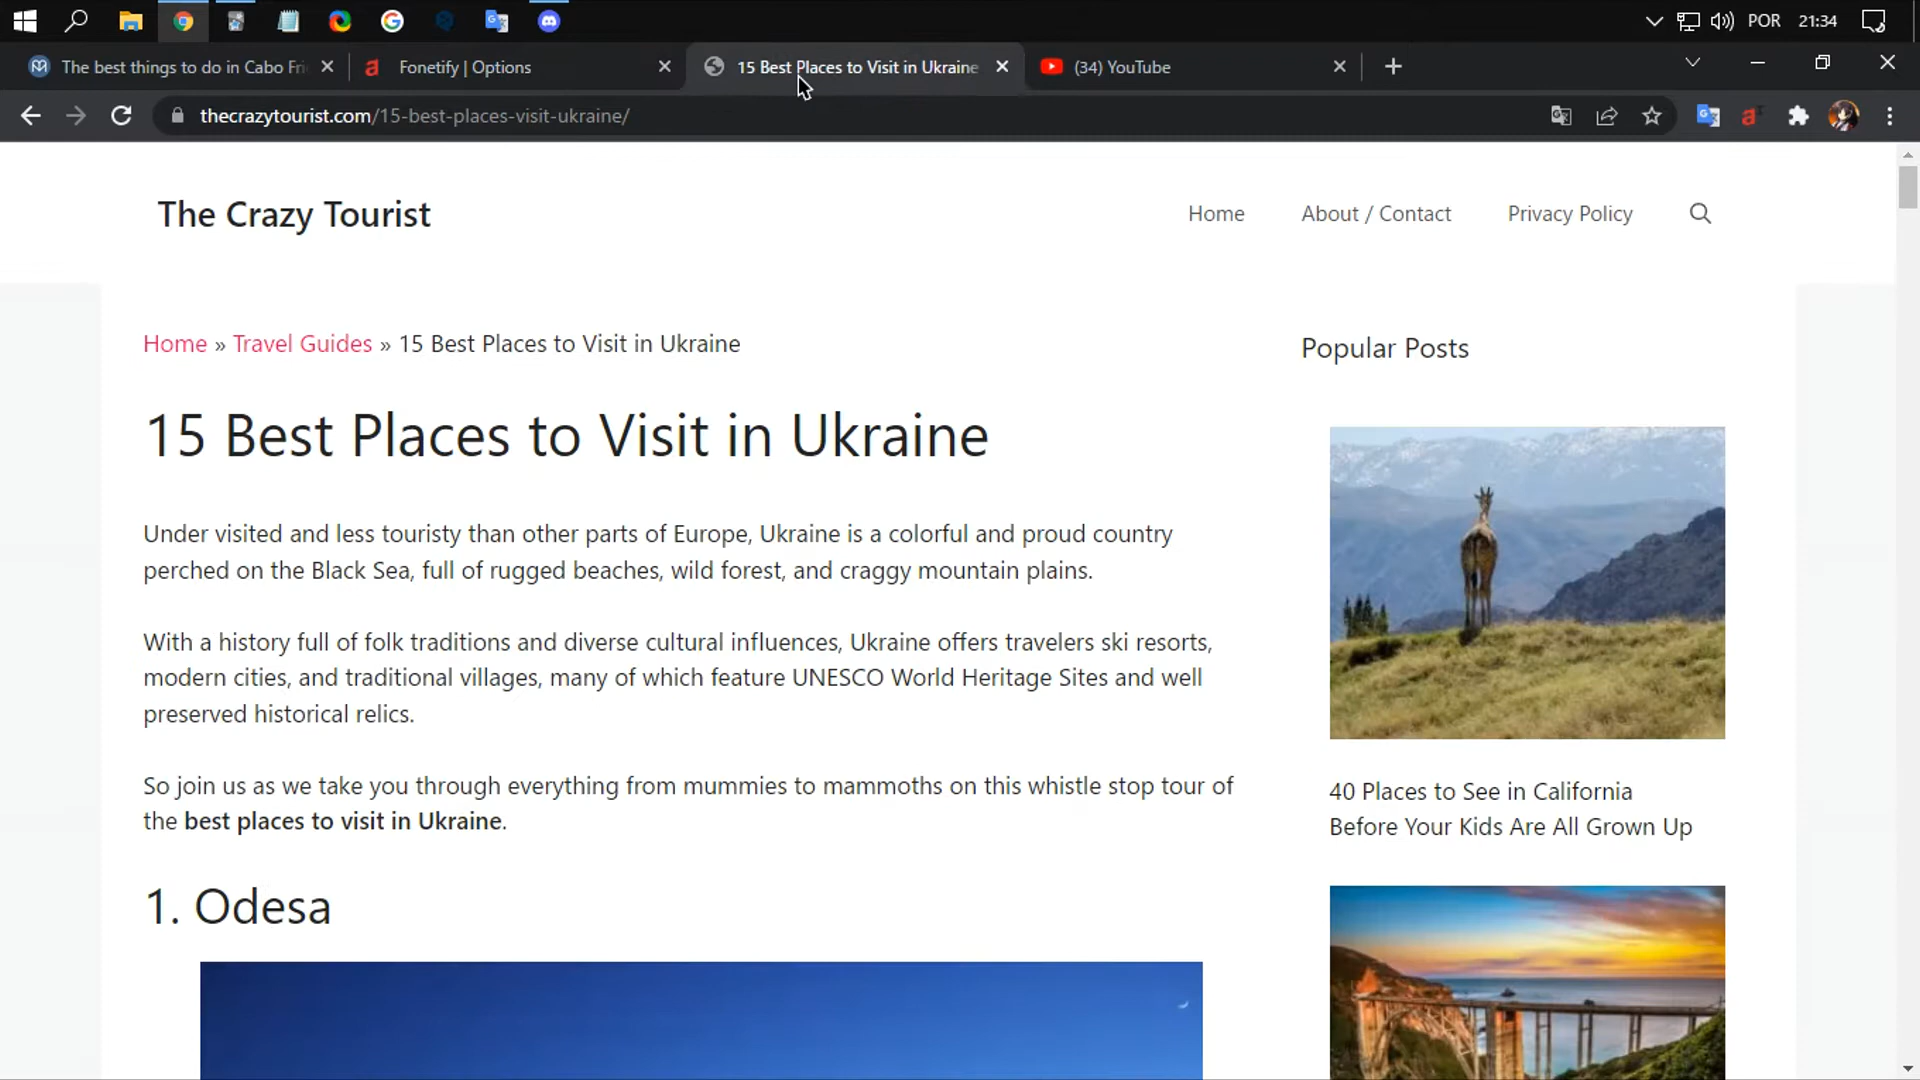 POR 21:34
The best things to do in Cabo Fri
Fonetify | Options
15 Best Places to Visit in Ukraine
(34) YouTube
thecrazytourist.com/15-best-places-visit-ukraine/
The Crazy Tourist
Home
About / Contact
Privacy Policy
Home » Travel Guides » 15 Best Places to Visit in Ukraine
15 Best Places to Visit in Ukraine
Under visited and less touristy than other parts of Europe, Ukraine is a colorful and proud country
perched on the Black Sea, full of rugged beaches, wild forest, and craggy mountain plains.
With a history full of folk traditions and diverse cultural influences, Ukraine offers travelers ski resorts,
modern cities, and traditional villages, many of which feature UNESCO World Heritage Sites and well
preserved historical relics.
So join us as we take you through everything from mummies to mammoths on this whistle stop tour of
the best places to visit in Ukraine.
1. Odesa
Popular Posts
40 Places to See in California
Before Your Kids Are All Grown Up